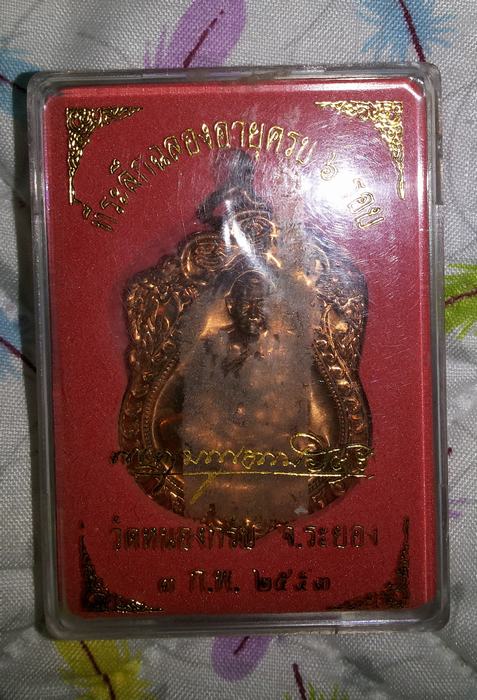 ที่ระลึกฉลองอายุครบ ๖ รอบ
วัดหนองกรับ จ.ระยอง
๓ ก.พ. ๒๕๕๓